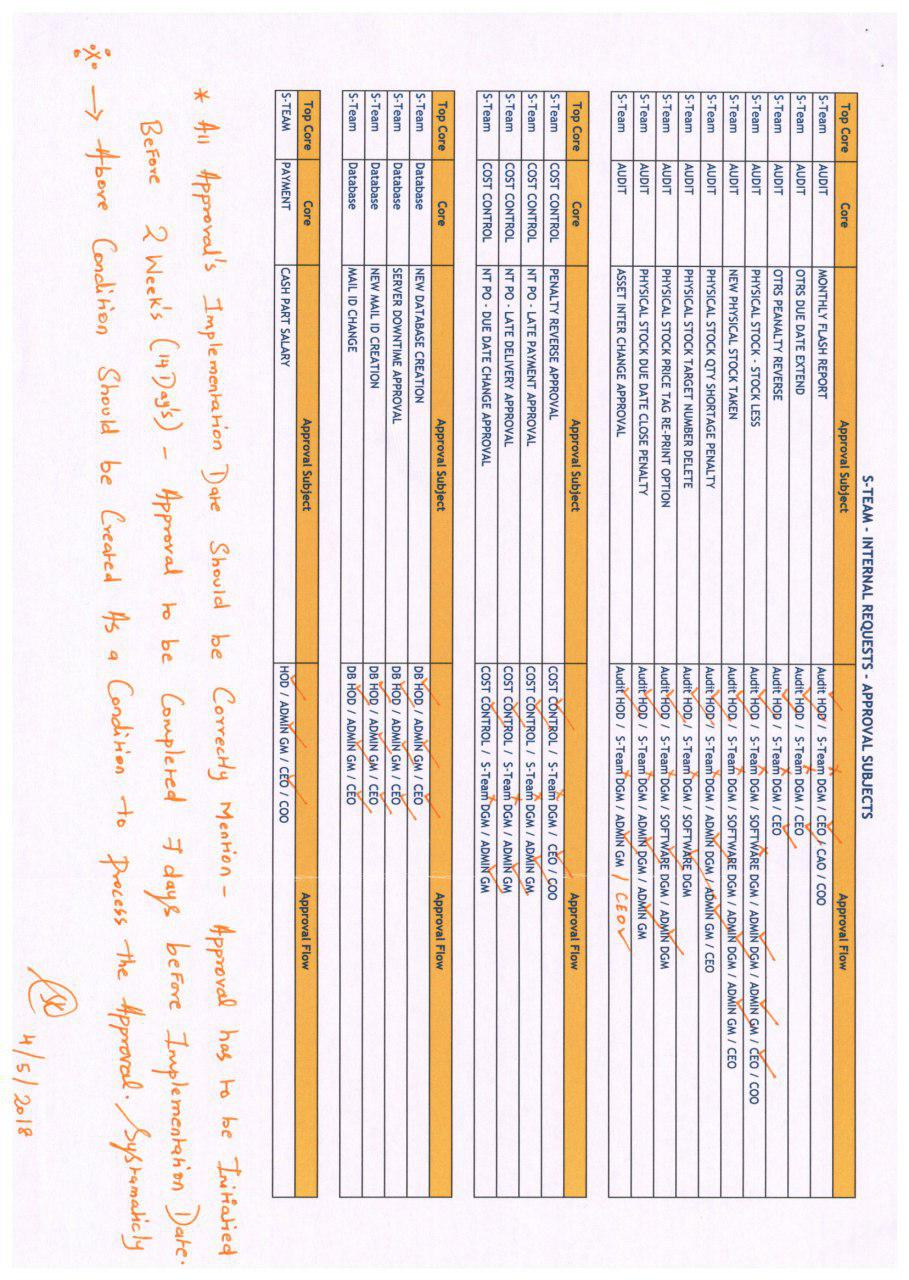 S-TEAM - INTERNAL REQUESTS - APPROVAL SUBJECTS
Top Core Core Approval Subject Approval Flow
S-Team AUDIT MONTHLY FLASH REPORT Audit HOD / S-Team DGM / CEO / CAO / COO
S-Team AUDIT OTRS DUE DATE EXTEND Audit HOD / S-Team DGM / CEO
S-Team AUDIT OTRS PEANALTY REVERSE Audit HOD / S-Team DGM / CEO
S-Team AUDIT PHYSICAL STOCK - STOCK LESS Audit HOD / S-Team DGM / SOFTWARE DGM / ADMIN DGM / ADMIN GM / CEO / COO
S-Team AUDIT NEW PHYSICAL STOCK TAKEN Audit HOD / S-Team DGM / SOFTWARE DGM / ADMIN DGM / ADMIN GM / CEO
S-Team AUDIT PHYSICAL STOCK QTY SHORTAGE PENALTY Audit HOD / S-Team DGM / ADMIN DGM / ADMIN GM / CEO
S-Team AUDIT PHYSICAL STOCK TARGET NUMBER DELETE Audit HOD / S-Team DGM / SOFTWARE DGM
S-Team AUDIT PHYSICAL STOCK PRICE TAG RE-PRINT OPTION Audit HOD / S-Team DGM / SOFTWARE DGM / ADMIN DGM
S-Team AUDIT PHYSICAL STOCK DUE DATE CLOSE PENALTY Audit HOD / S-Team DGM / ADMIN DGM / ADMIN GM
S-Team AUDIT ASSET INTER CHANGE APPROVAL Audit HOD / S-Team DGM / ADMIN GM / CEO ✓
Top Core Core Approval Subject Approval Flow
S-Team COST CONTROL PENALTY REVERSE APPROVAL COST CONTROL / S-Team DGM / CEO / COO
S-Team COST CONTROL NT PO - LATE PAYMENT APPROVAL COST CONTROL / S-Team DGM / ADMIN GM
S-Team COST CONTROL NT PO - LATE DELIVERY APPROVAL COST CONTROL / S-Team DGM / ADMIN GM
S-Team COST CONTROL NT PO - DUE DATE CHANGE APPROVAL COST CONTROL / S-Team DGM / ADMIN GM
Top Core Core Approval Subject Approval Flow
S-Team Database NEW DATABASE CREATION DB HOD / ADMIN GM / CEO
S-Team Database SERVER DOWNTIME APPROVAL DB HOD / ADMIN GM / CEO
S-Team Database NEW MAIL ID CREATION DB HOD / ADMIN GM / CEO
S-Team Database MAIL ID CHANGE DB HOD / ADMIN GM / CEO
Top Core Core Approval Subject Approval Flow
S-TEAM PAYMENT CASH PART SALARY HOD / ADMIN GM / CEO / COO
* All Approval's Implementation Date Should be Correctly Mention - Approval has to be Initiatied
Before 2 Week's (14 Day's) - Approval to be Completed 7 days before Implementation Date.
→ Above Condition Should be Created As a Condition to Process the Approval. Systamaticly
4/5/2018